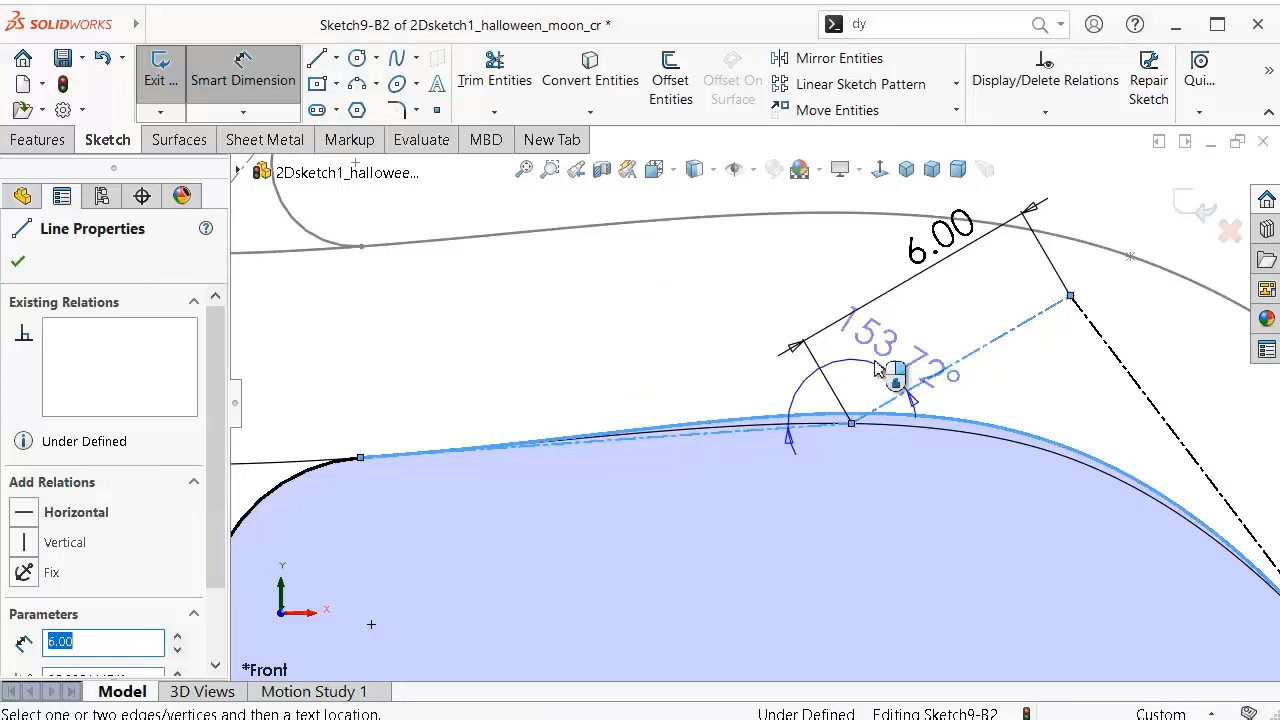 SOLIDWORKS
Sketch9-B2 of 2Dsketch1_halloween_moon_cr *
dy
Exit ...
Smart Dimension
Trim Entities
Convert Entities
Offset Entities
Offset On Surface
Mirror Entities
Linear Sketch Pattern
Move Entities
Display/Delete Relations
Repair Sketch
Qui...
Features
Sketch
Surfaces
Sheet Metal
Markup
Evaluate
MBD
New Tab
2Dsketch1_hallowee...
Line Properties
Existing Relations
Under Defined
Add Relations
Horizontal
Vertical
Fix
Parameters
6.00
6.00
153.72°
Y
X
*Front
Model
3D Views
Motion Study 1
Select one or two edges/vertices and then a text location.
Under Defined
Editing Sketch9-B2
Custom